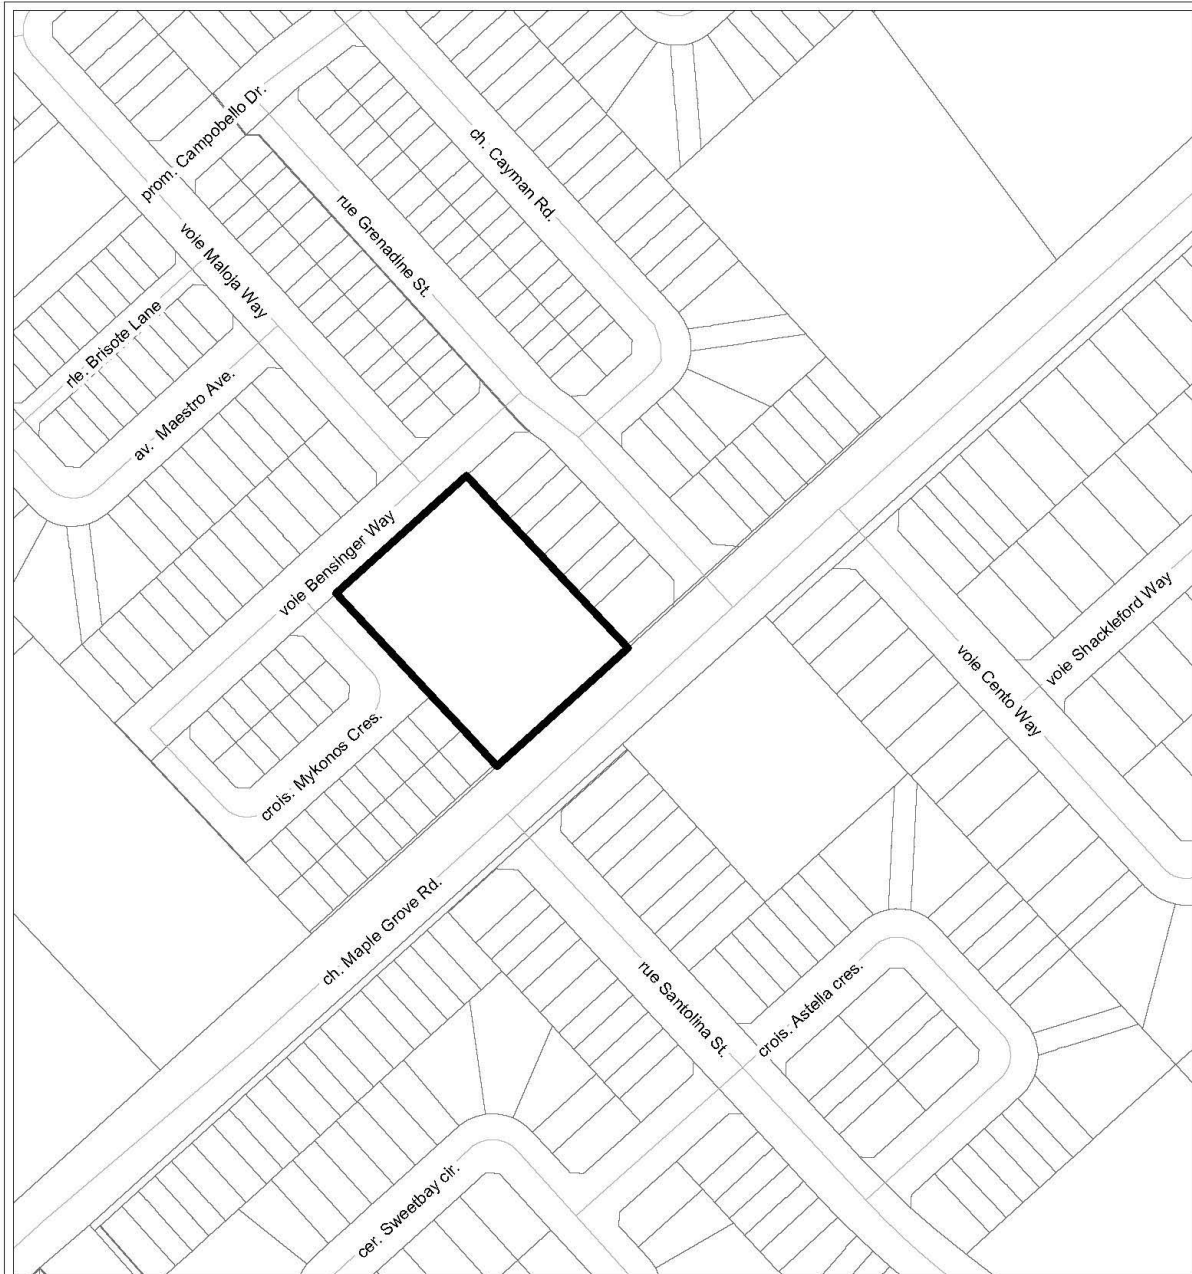 prom. Campobello Dr.
ch. Cayman Rd.
rue Grenadine St.
voie Maloja Way
rle. Brisote Lane
av. Maestro Ave.
voie Bensinger Way
voie Shackleford Way
voie Cento Way
crois. Mykonos Cres.
ch. Maple Grove Rd.
rue Santolina St.
crois. Astelia cres.
cer. Sweetbay cir.